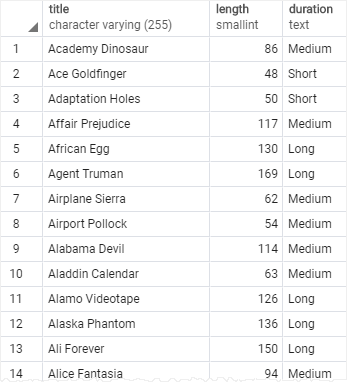 title length duration
character varying (255) smallint text
1 Academy Dinosaur 86 Medium
2 Ace Goldfinger 48 Short
3 Adaptation Holes 50 Short
4 Affair Prejudice 117 Medium
5 African Egg 130 Long
6 Agent Truman 169 Long
7 Airplane Sierra 62 Medium
8 Airport Pollock 54 Medium
9 Alabama Devil 114 Medium
10 Aladdin Calendar 63 Medium
11 Alamo Videotape 126 Long
12 Alaska Phantom 136 Long
13 Ali Forever 150 Long
14 Alice Fantasia 94 Medium